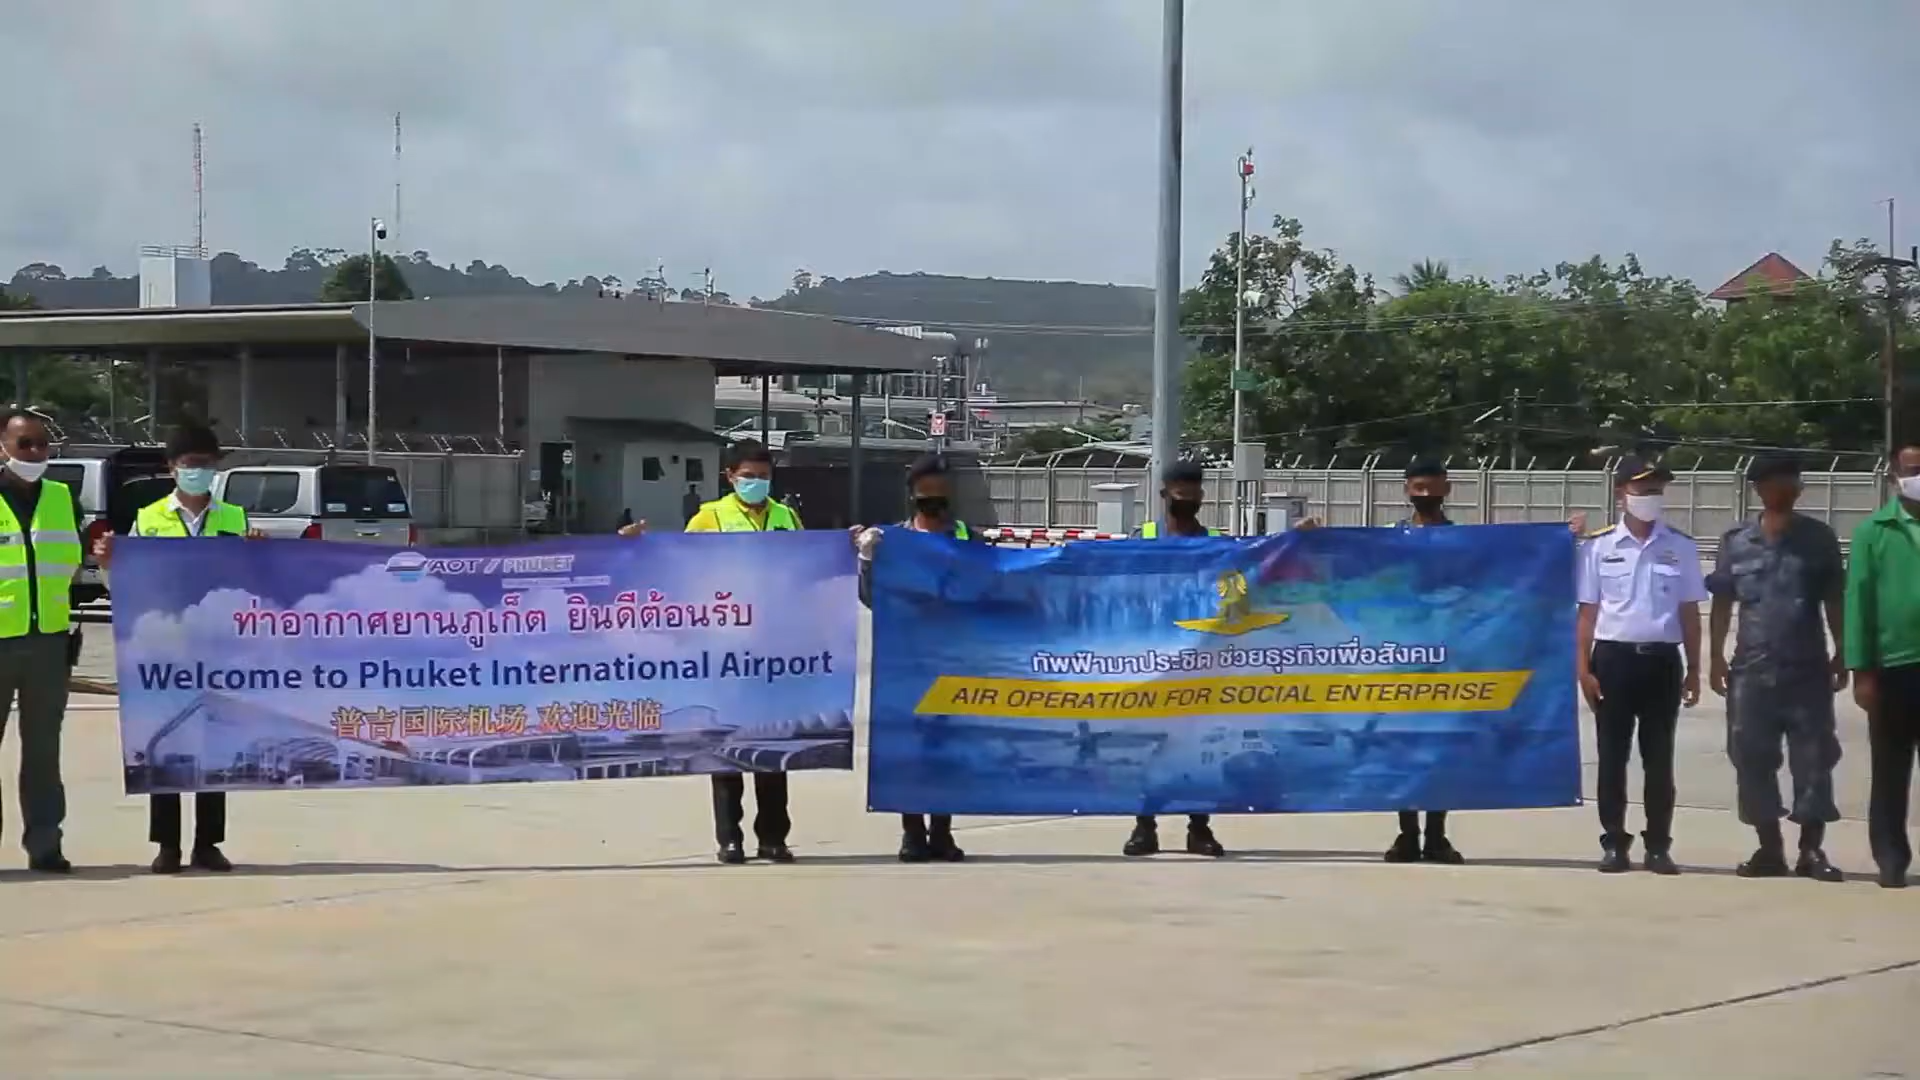 AOT / PHUKET
ท่าอากาศยานภูเก็ต ยินดีต้อนรับ
Welcome to Phuket International Airport
普吉国际机场 欢迎光临
ทัพฟ้ามาประชิด ช่วยธุรกิจเพื่อสังคม
AIR OPERATION FOR SOCIAL ENTERPRISE